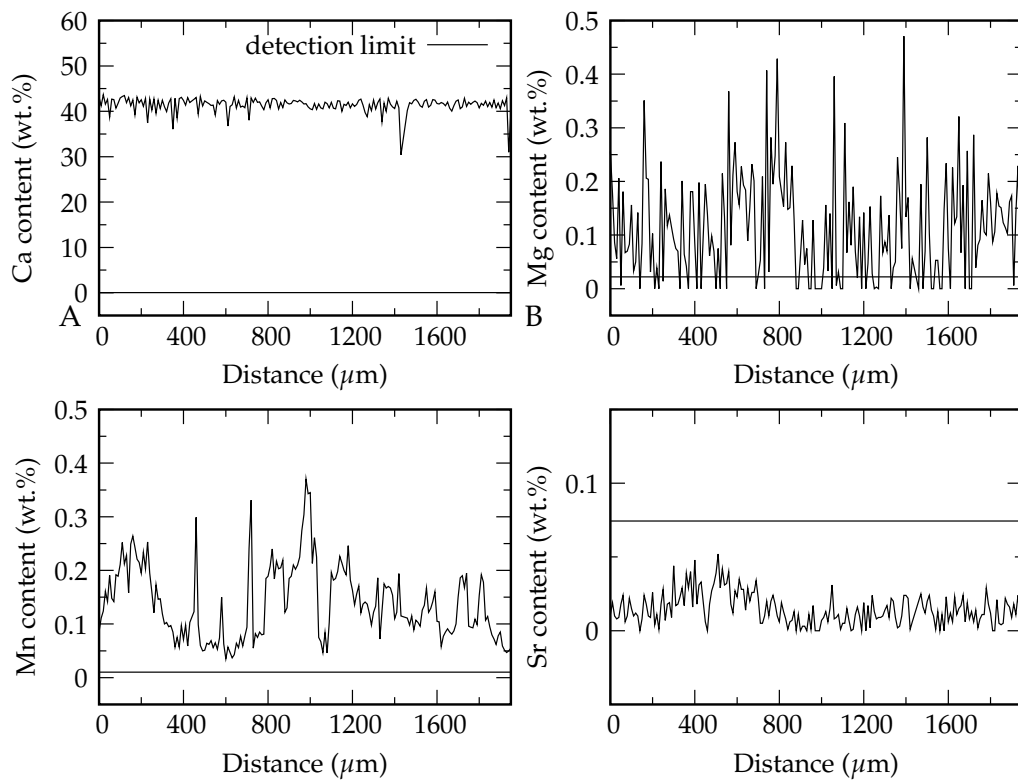 60
50
40
30
20
10
0
Ca content (wt.%)
detection limit
A
0 400 800 1200 1600
Distance (µm)
0.5
0.4
0.3
0.2
0.1
0
Mg content (wt.%)
B
0 400 800 1200 1600
Distance (µm)
0.5
0.4
0.3
0.2
0.1
0
Mn content (wt.%)
0 400 800 1200 1600
Distance (µm)
0.1
0
Sr content (wt.%)
0 400 800 1200 1600
Distance (µm)